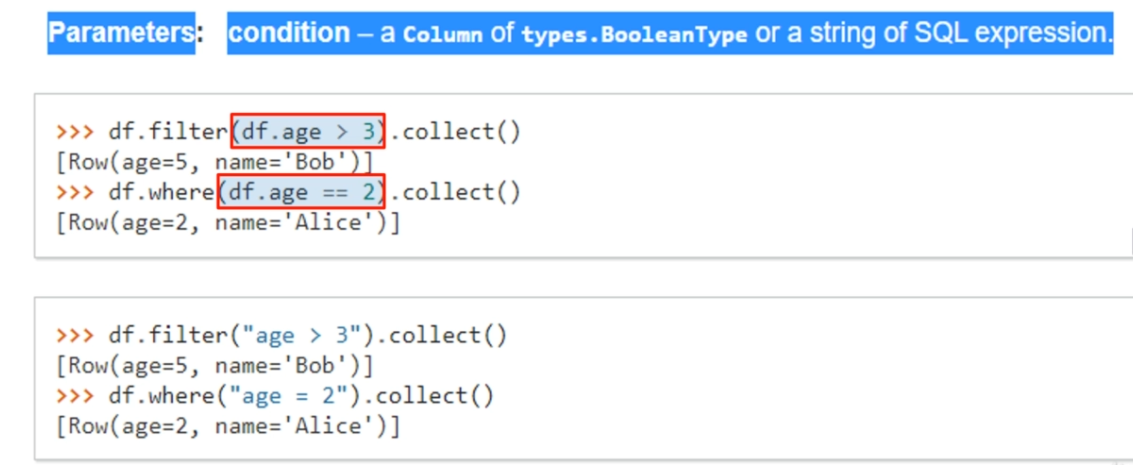 Parameters: condition – a Column of types.BooleanType or a string of SQL expression.
>>> df.filter(df.age > 3).collect()
[Row(age=5, name='Bob')]
>>> df.where(df.age == 2).collect()
[Row(age=2, name='Alice')]
>>> df.filter("age > 3").collect()
[Row(age=5, name='Bob')]
>>> df.where("age = 2").collect()
[Row(age=2, name='Alice')]